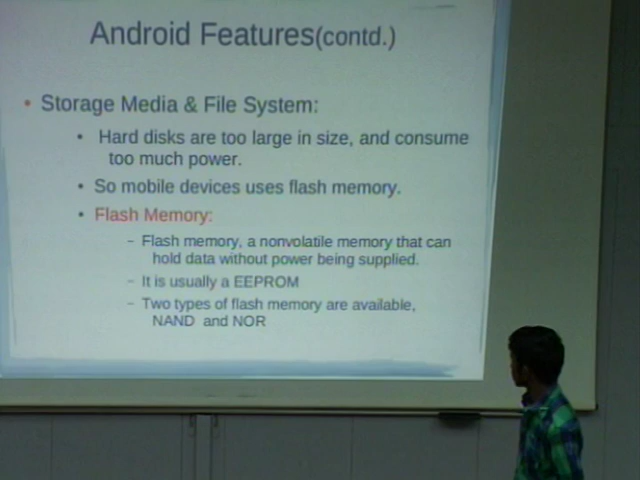 Android Features(contd.)
• Storage Media & File System:
• Hard disks are too large in size, and consume
too much power.
• So mobile devices uses flash memory.
• Flash Memory:
– Flash memory, a nonvolatile memory that can
hold data without power being supplied.
– It is usually a EEPROM
– Two types of flash memory are available,
NAND and NOR